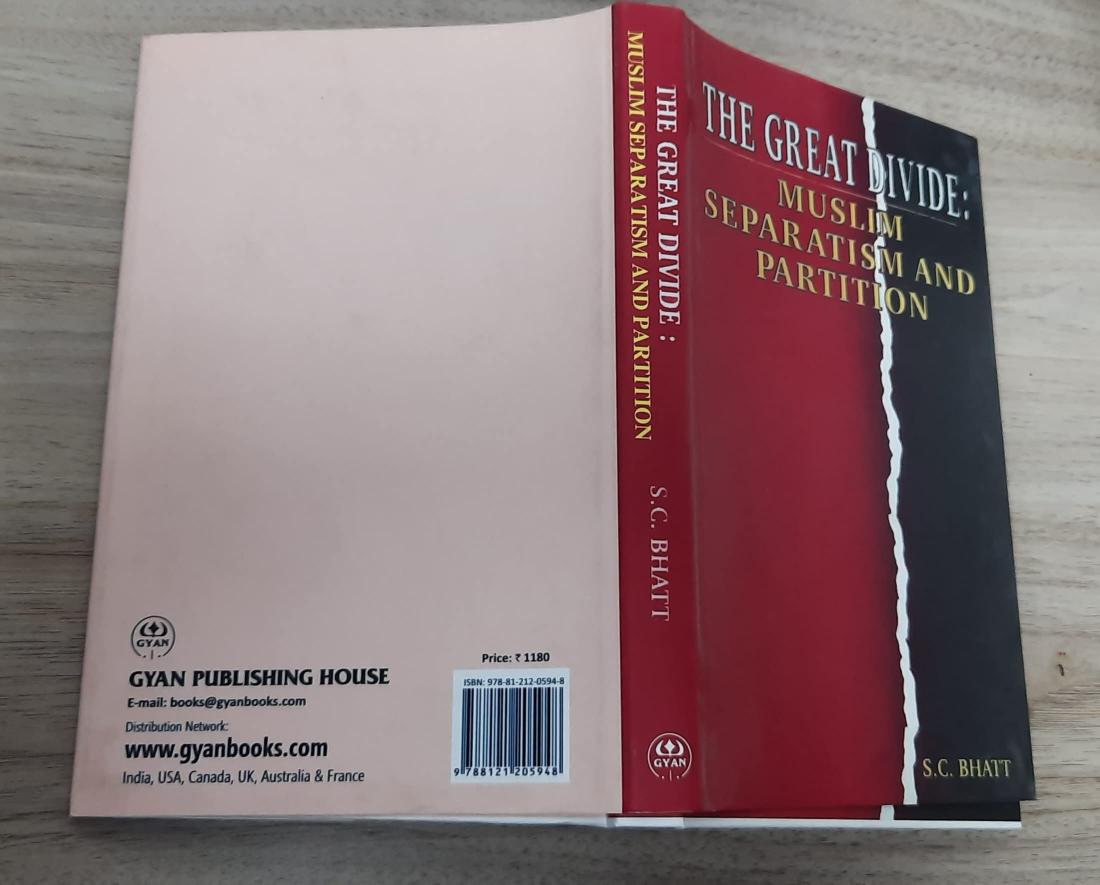 GYAN
GYAN PUBLISHING HOUSE
E-mail: books@gyanbooks.com
Distribution Network:
www.gyanbooks.com
India, USA, Canada, UK, Australia & France
Price: ₹ 1180
ISBN: 978-81-212-0594-8
9 788121 205948
THE GREAT DIVIDE :
MUSLIM SEPARATISM AND PARTITION
S.C. BHATT
GYAN
THE GREAT DIVIDE:
MUSLIM
SEPARATISM AND
PARTITION
S.C. BHATT